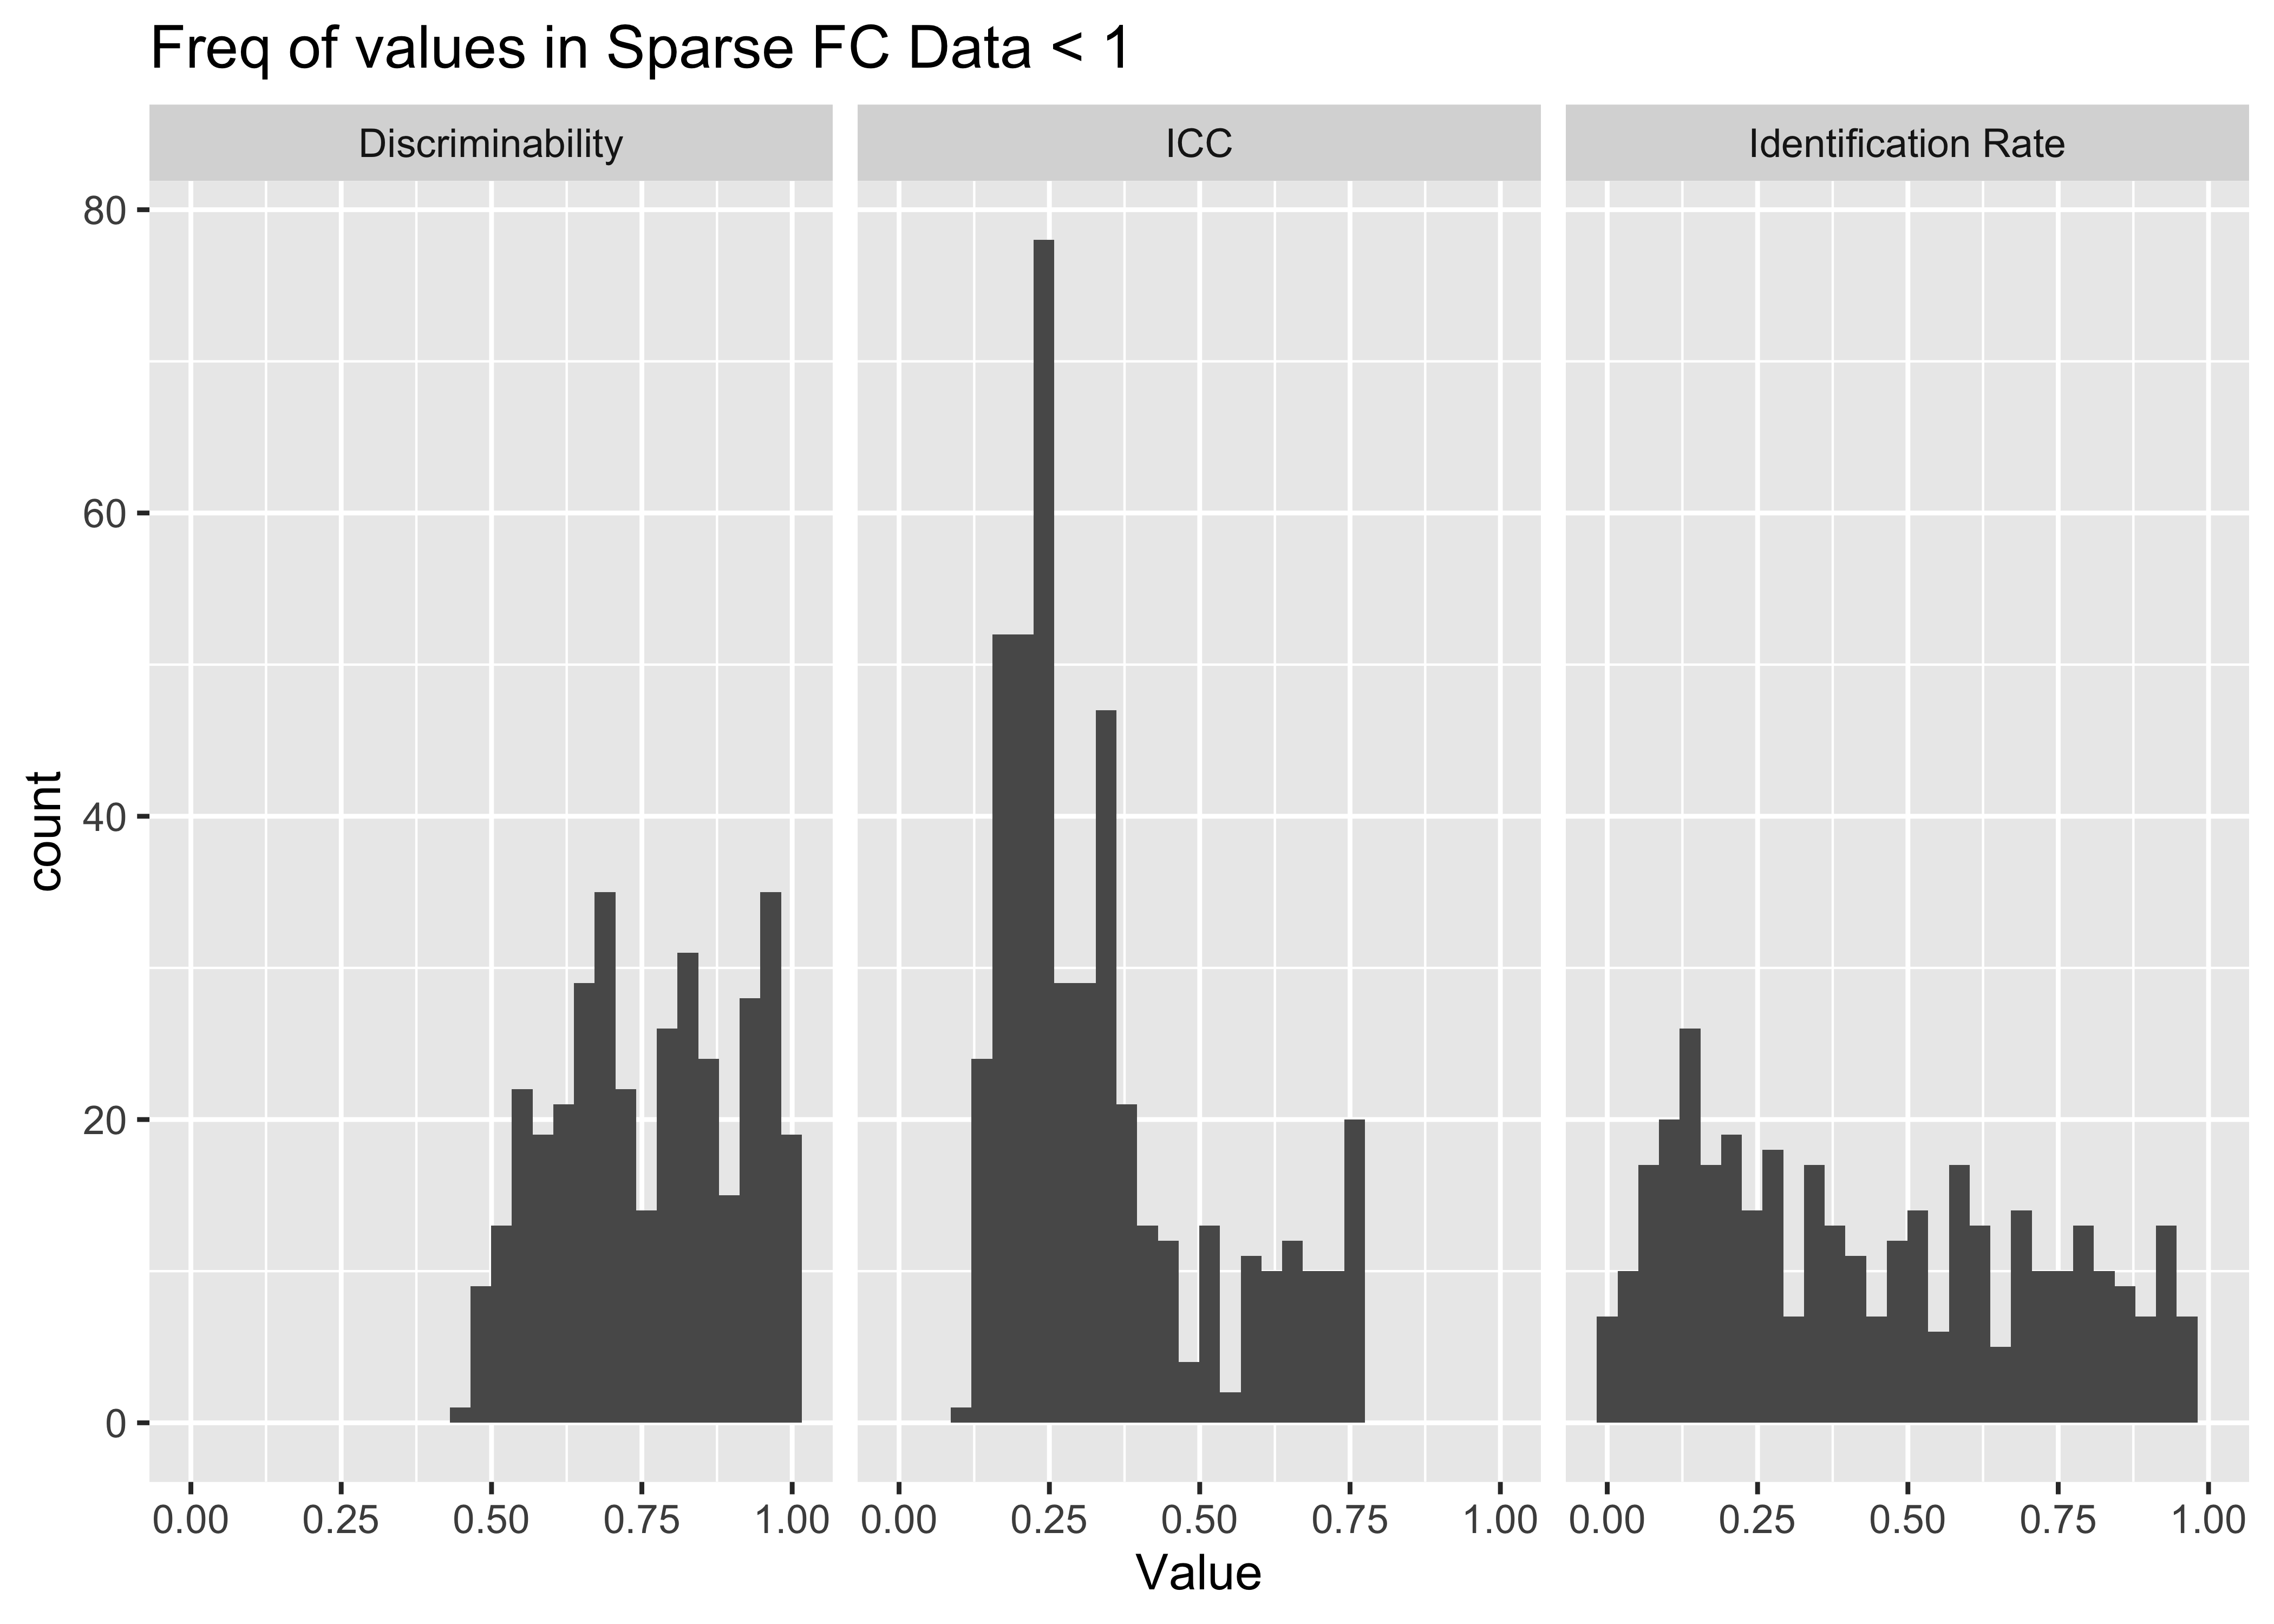 Freq of values in Sparse FC Data < 1
Discriminability ICC Identification Rate
80
60
40
20
0
count
0.00 0.25 0.50 0.75 1.00 0.00 0.25 0.50 0.75 1.00 0.00 0.25 0.50 0.75 1.00
Value